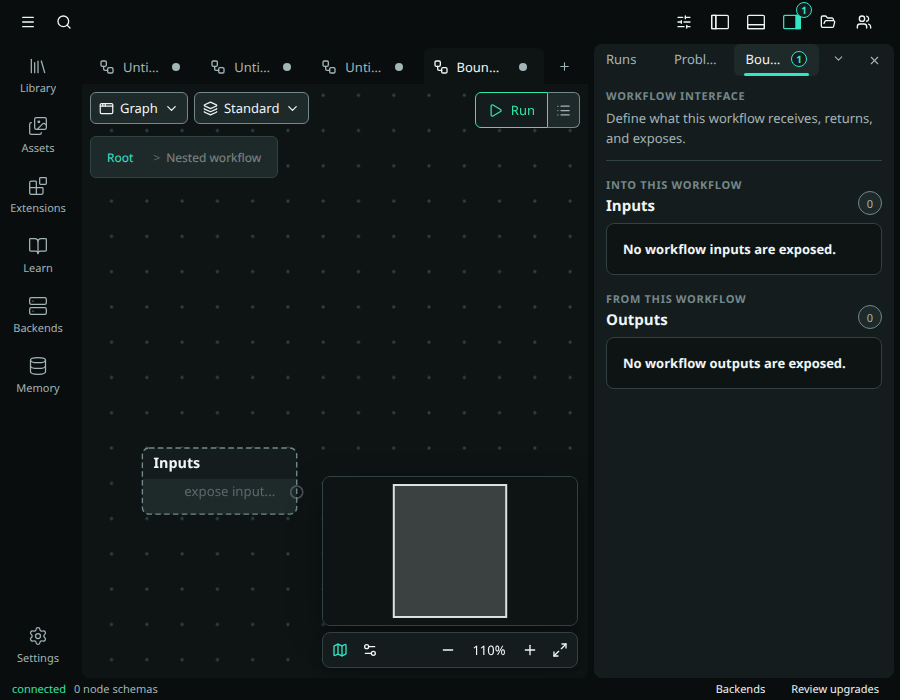 1
Library
Assets
Extensions
Learn
Backends
Memory
Settings
Unti...
Unti...
Unti...
Boun...
Graph
Standard
Run
Root > Nested workflow
Inputs
expose input...
110%
Runs
Probl...
Bou... 1
WORKFLOW INTERFACE
Define what this workflow receives, returns,
and exposes.
INTO THIS WORKFLOW
Inputs 0
No workflow inputs are exposed.
FROM THIS WORKFLOW
Outputs 0
No workflow outputs are exposed.
connected 0 node schemas
Backends
Review upgrades